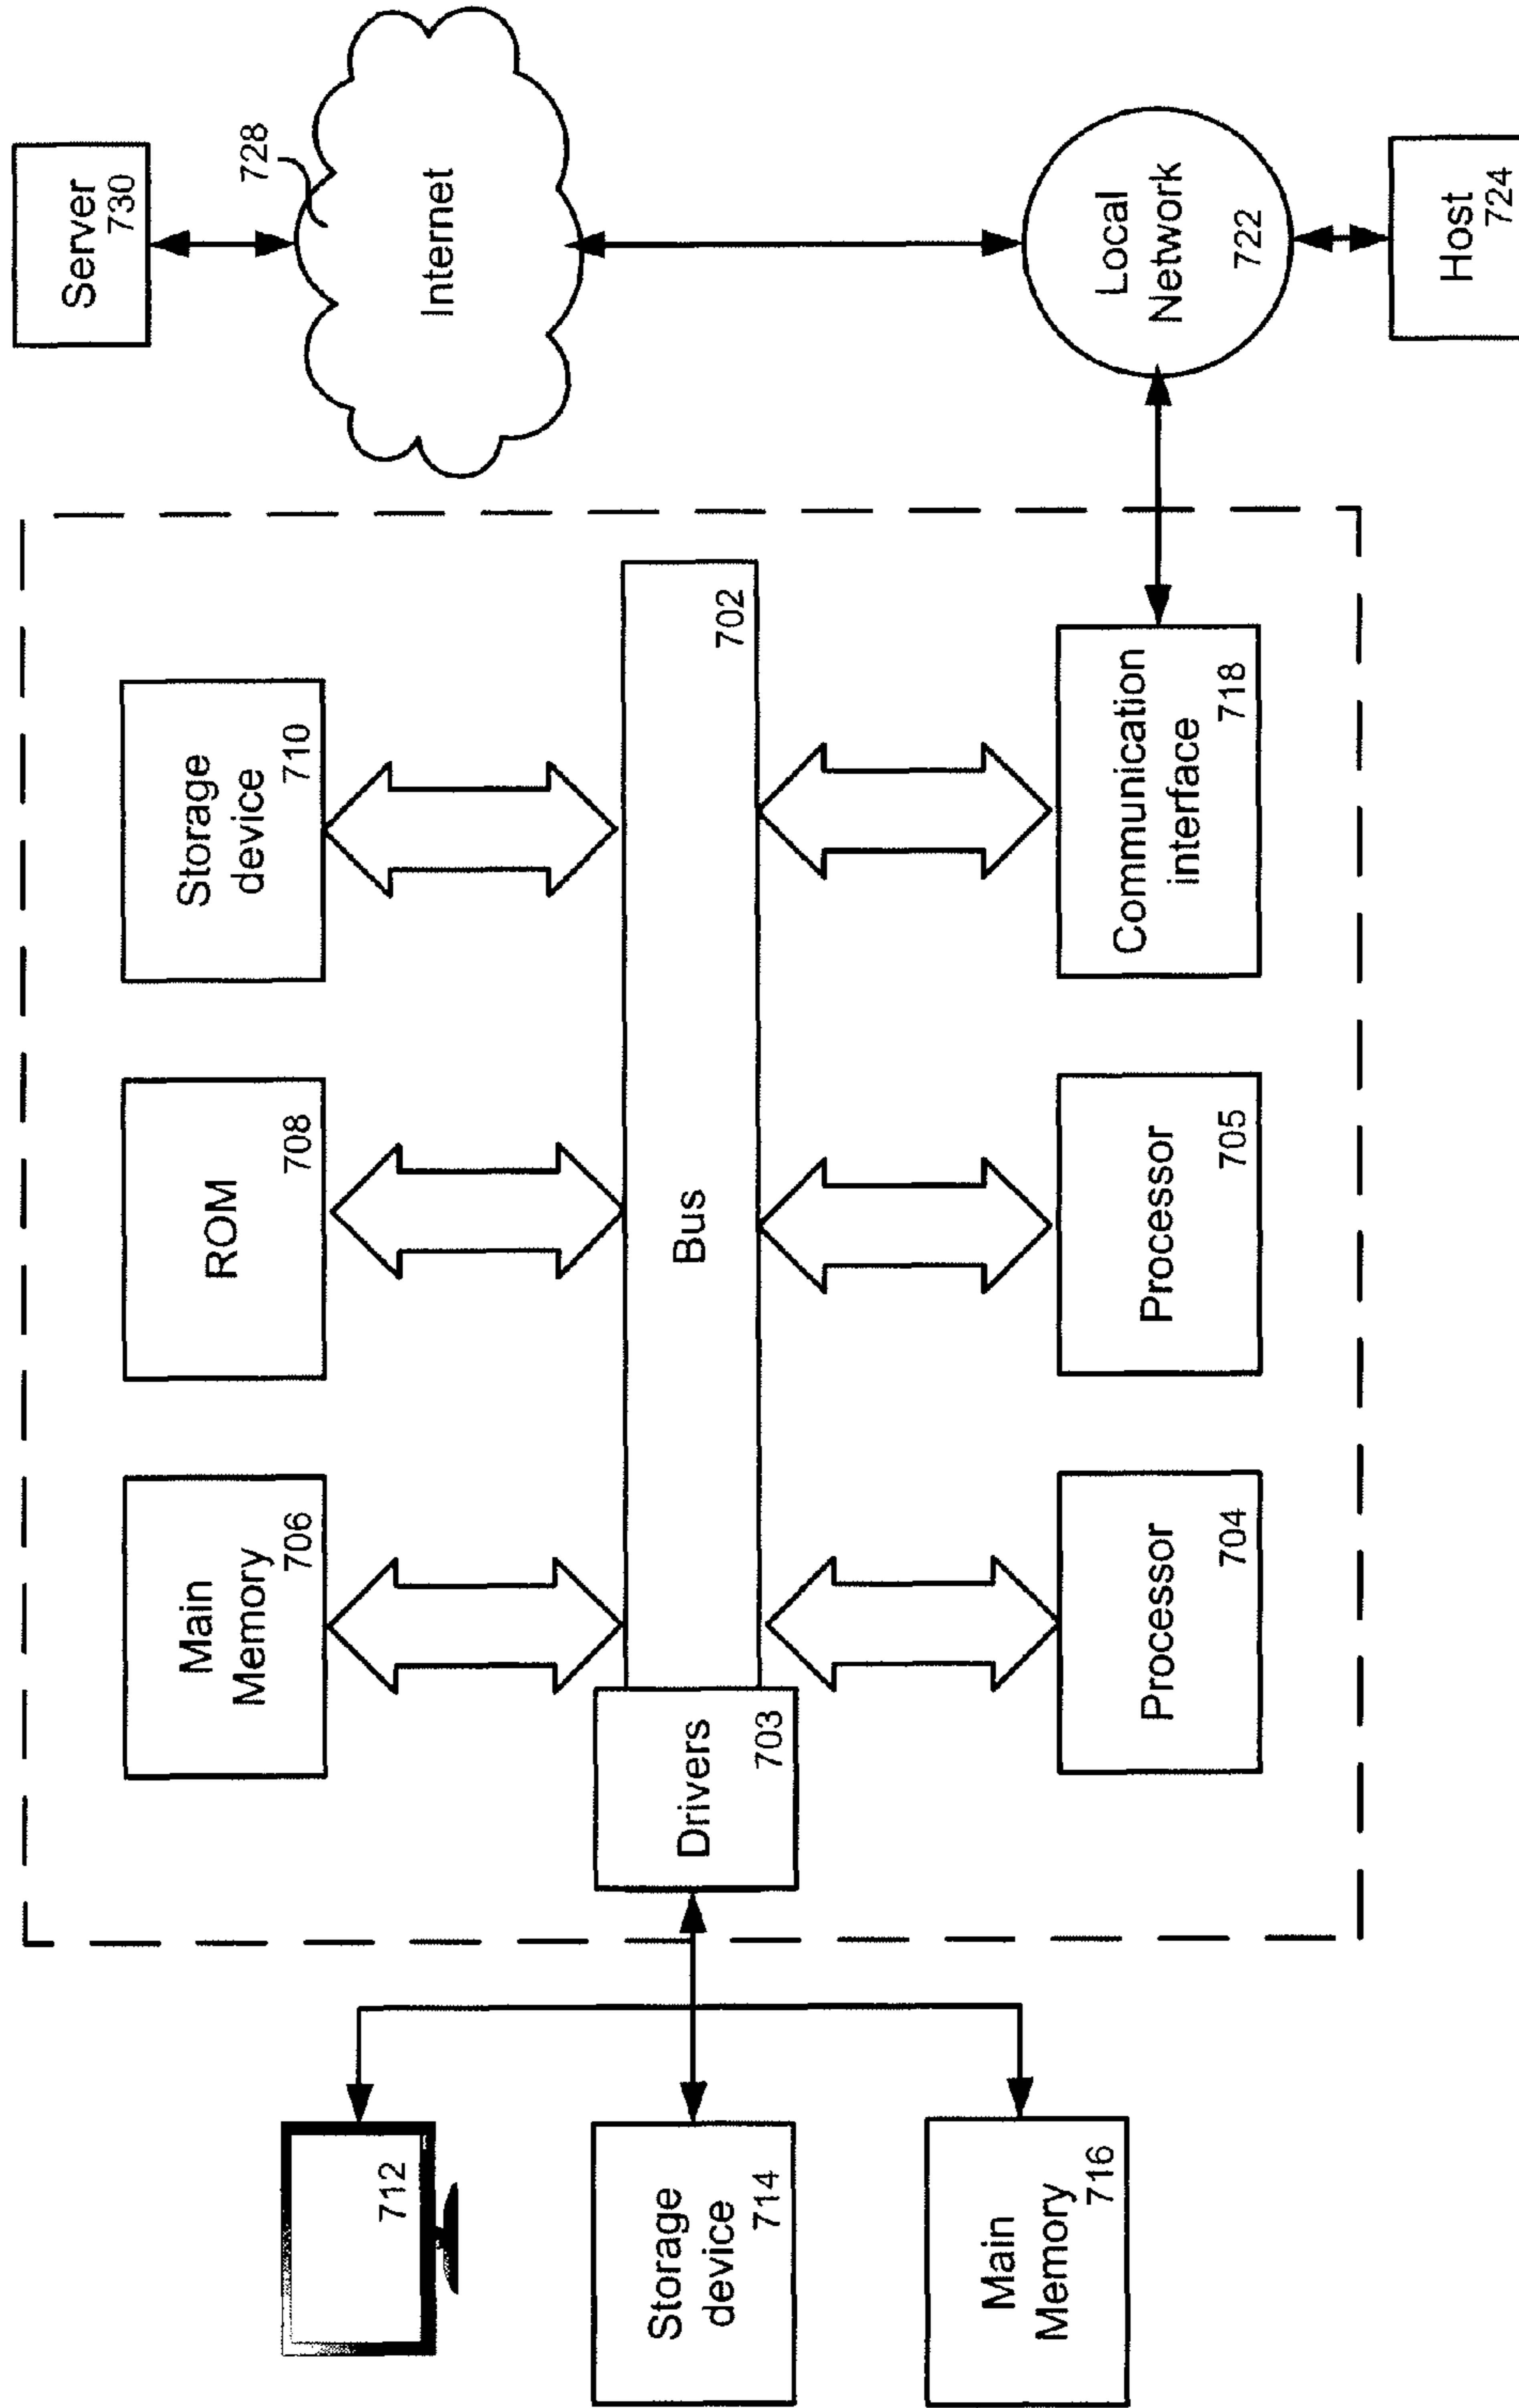 Server
730
728
Internet
Local
Network
722
Host
724
Storage
device
710
ROM
708
Main
Memory
706
Bus
702
Drivers
703
Communication
interface
718
Processor
705
Processor
704
712
Storage
device
714
Main
Memory
716